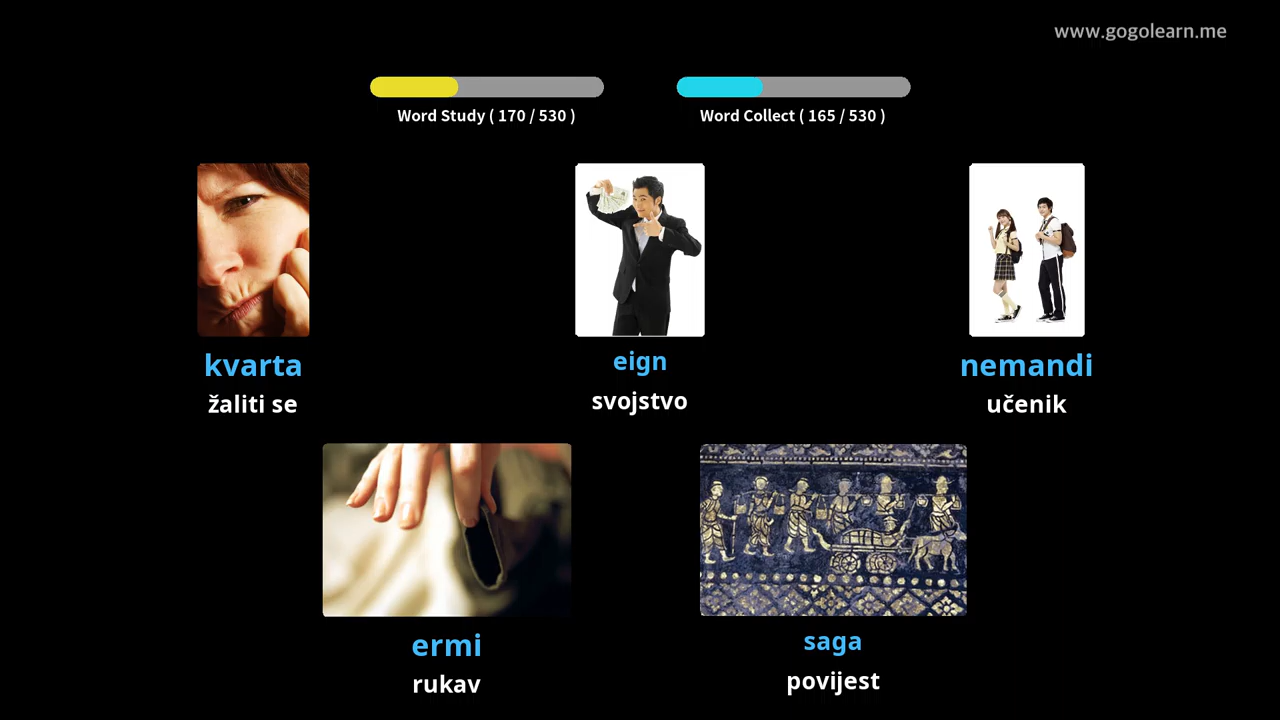 www.gogolearn.me
Word Study ( 170 / 530 )
Word Collect ( 165 / 530 )
kvarta
žaliti se
eign
svojstvo
nemandi
učenik
ermi
rukav
saga
povijest